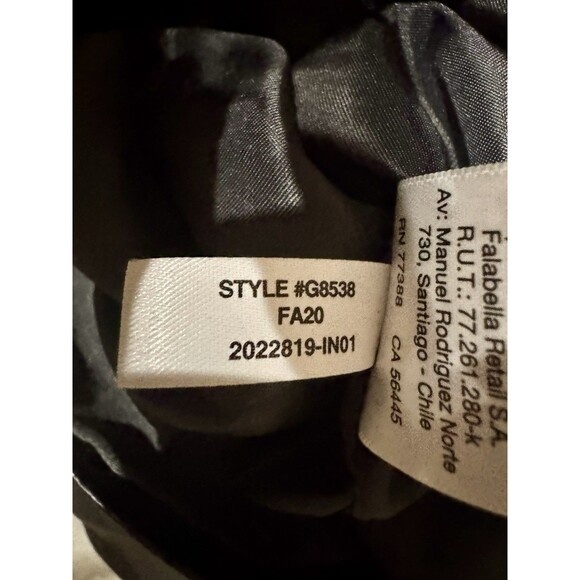 STYLE #G8538
FA20
2022819-IN01
Falabella Retail S.A.
R.U.T.: 77.261.280-k
Av: Manuel Rodriguez Norte
730, Santiago - Chile
RN 77388 CA 56445